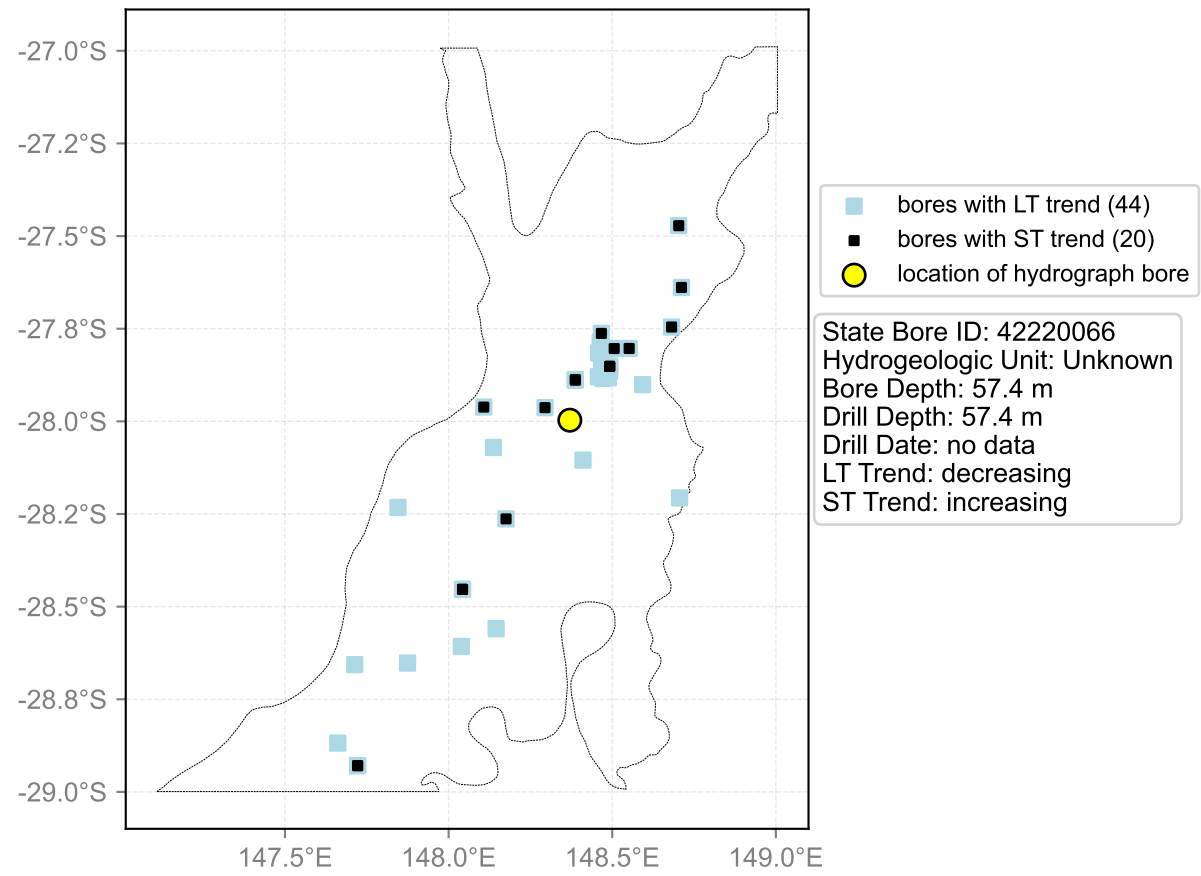 -27.0°S
-27.2°S
-27.5°S
-27.8°S
-28.0°S
-28.2°S
-28.5°S
-28.8°S
-29.0°S
147.5°E
148.0°E
148.5°E
149.0°E
bores with LT trend (44)
bores with ST trend (20)
location of hydrograph bore
State Bore ID: 42220066
Hydrogeologic Unit: Unknown
Bore Depth: 57.4 m
Drill Depth: 57.4 m
Drill Date: no data
LT Trend: decreasing
ST Trend: increasing